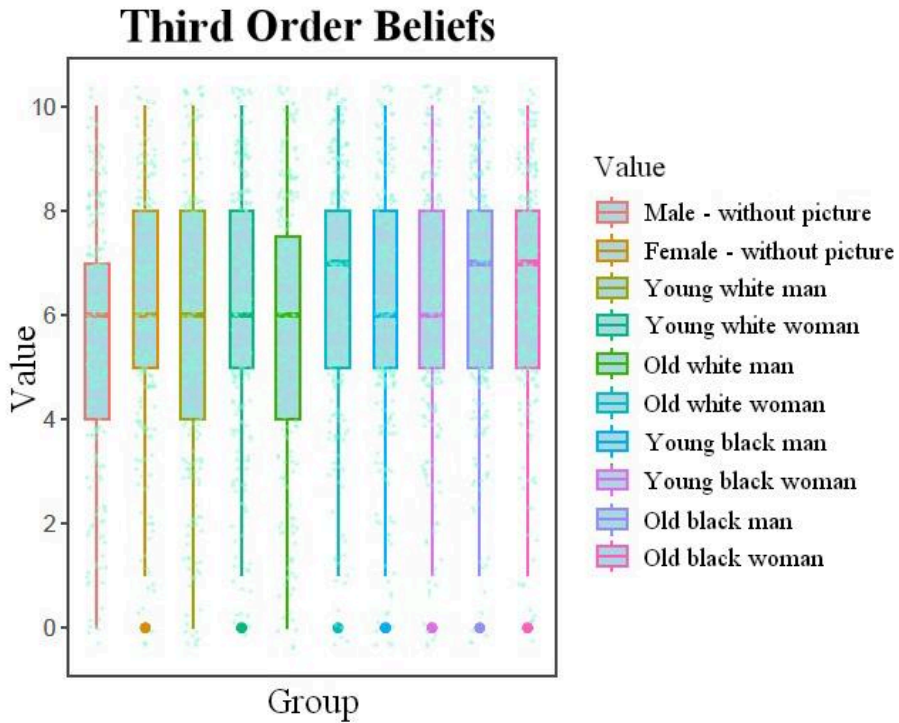 Third Order Beliefs
Value
10
8
6
4
2
0
Group
Value
Male - without picture
Female - without picture
Young white man
Young white woman
Old white man
Old white woman
Young black man
Young black woman
Old black man
Old black woman